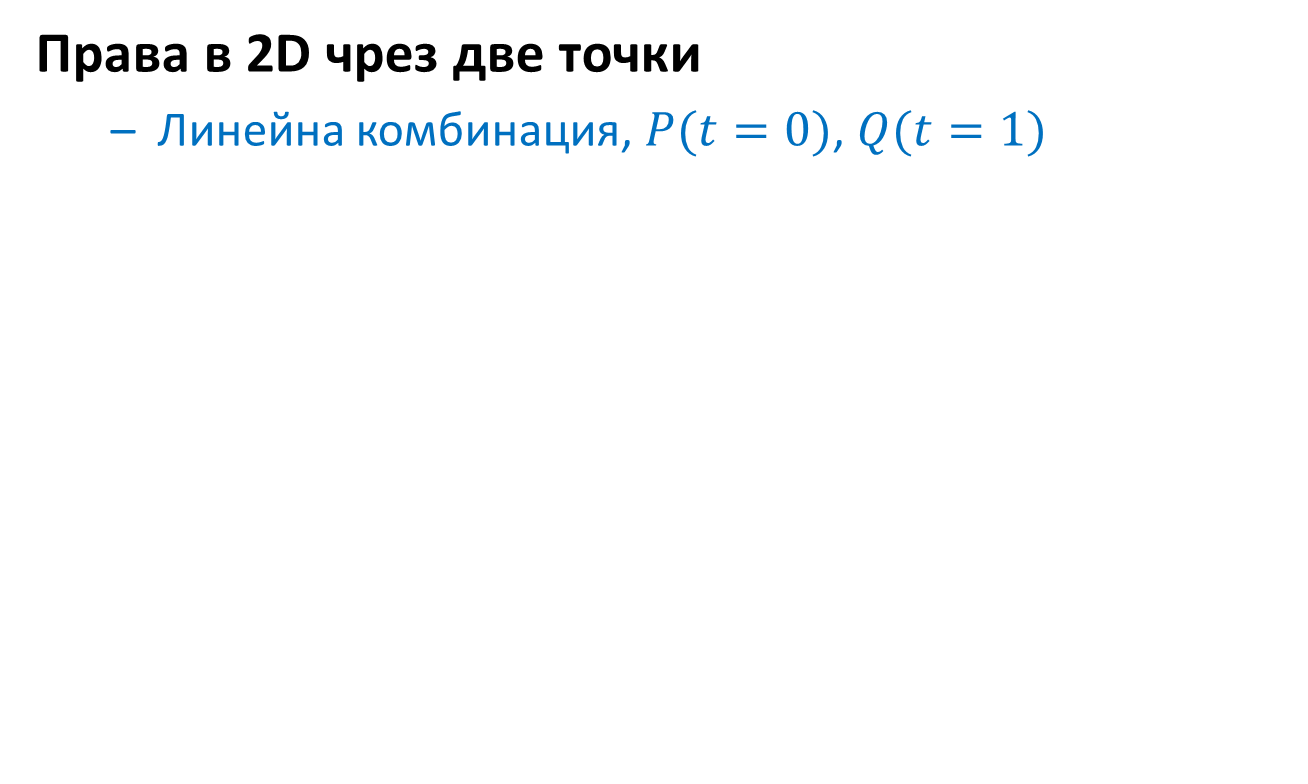 Права в 2D чрез две точки
– Линейна комбинация, P(t = 0), Q(t = 1)